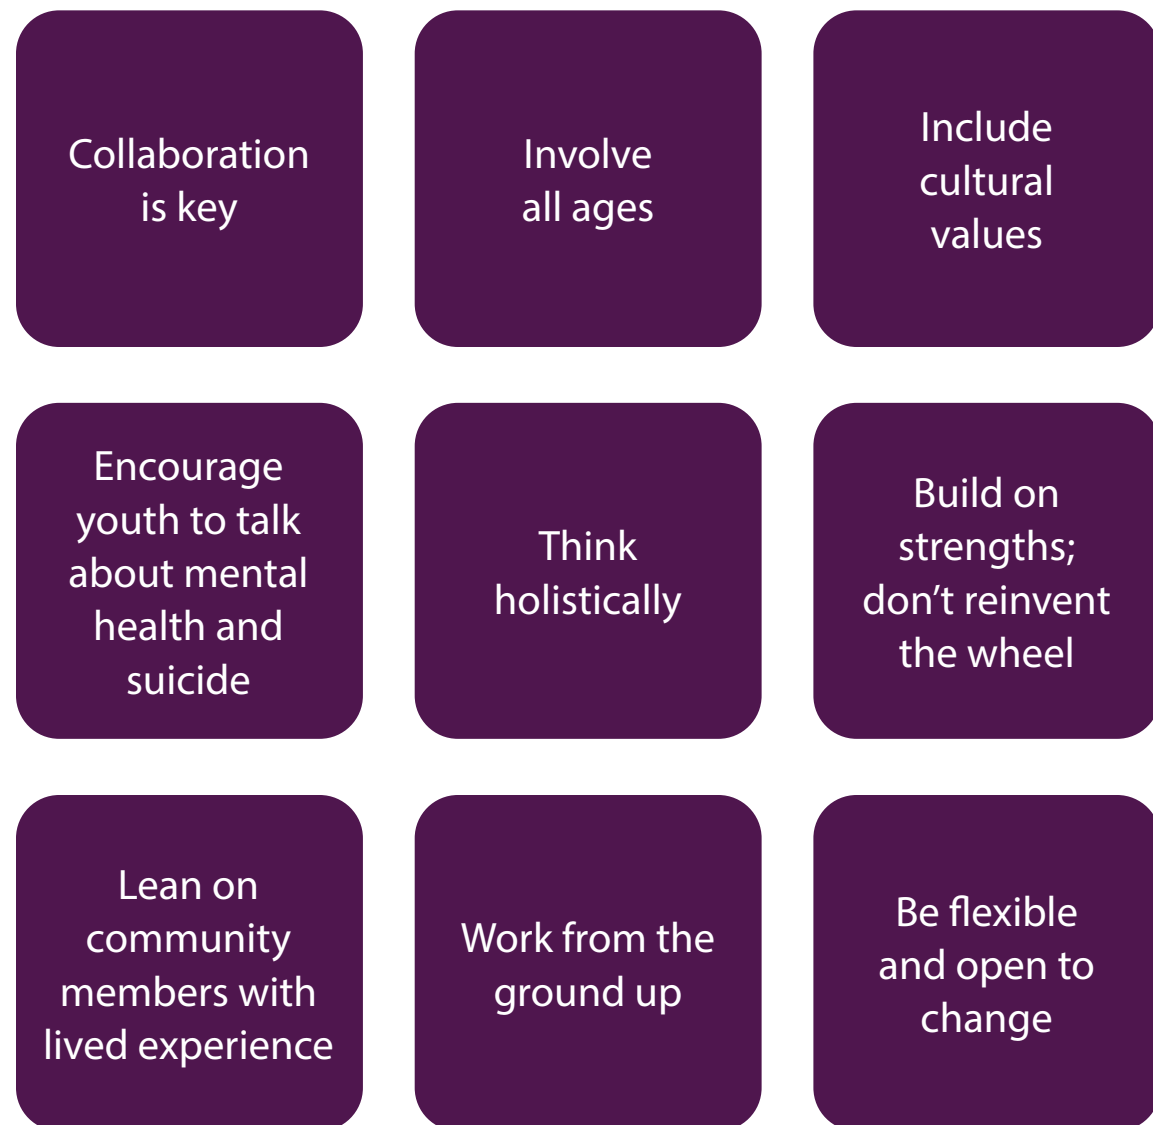 Collaboration
is key
Involve
all ages
Include
cultural
values
Encourage
youth to talk
about mental
health and
suicide
Think
holistically
Build on
strengths;
don’t reinvent
the wheel
Lean on
community
members with
lived experience
Work from the
ground up
Be flexible
and open to
change